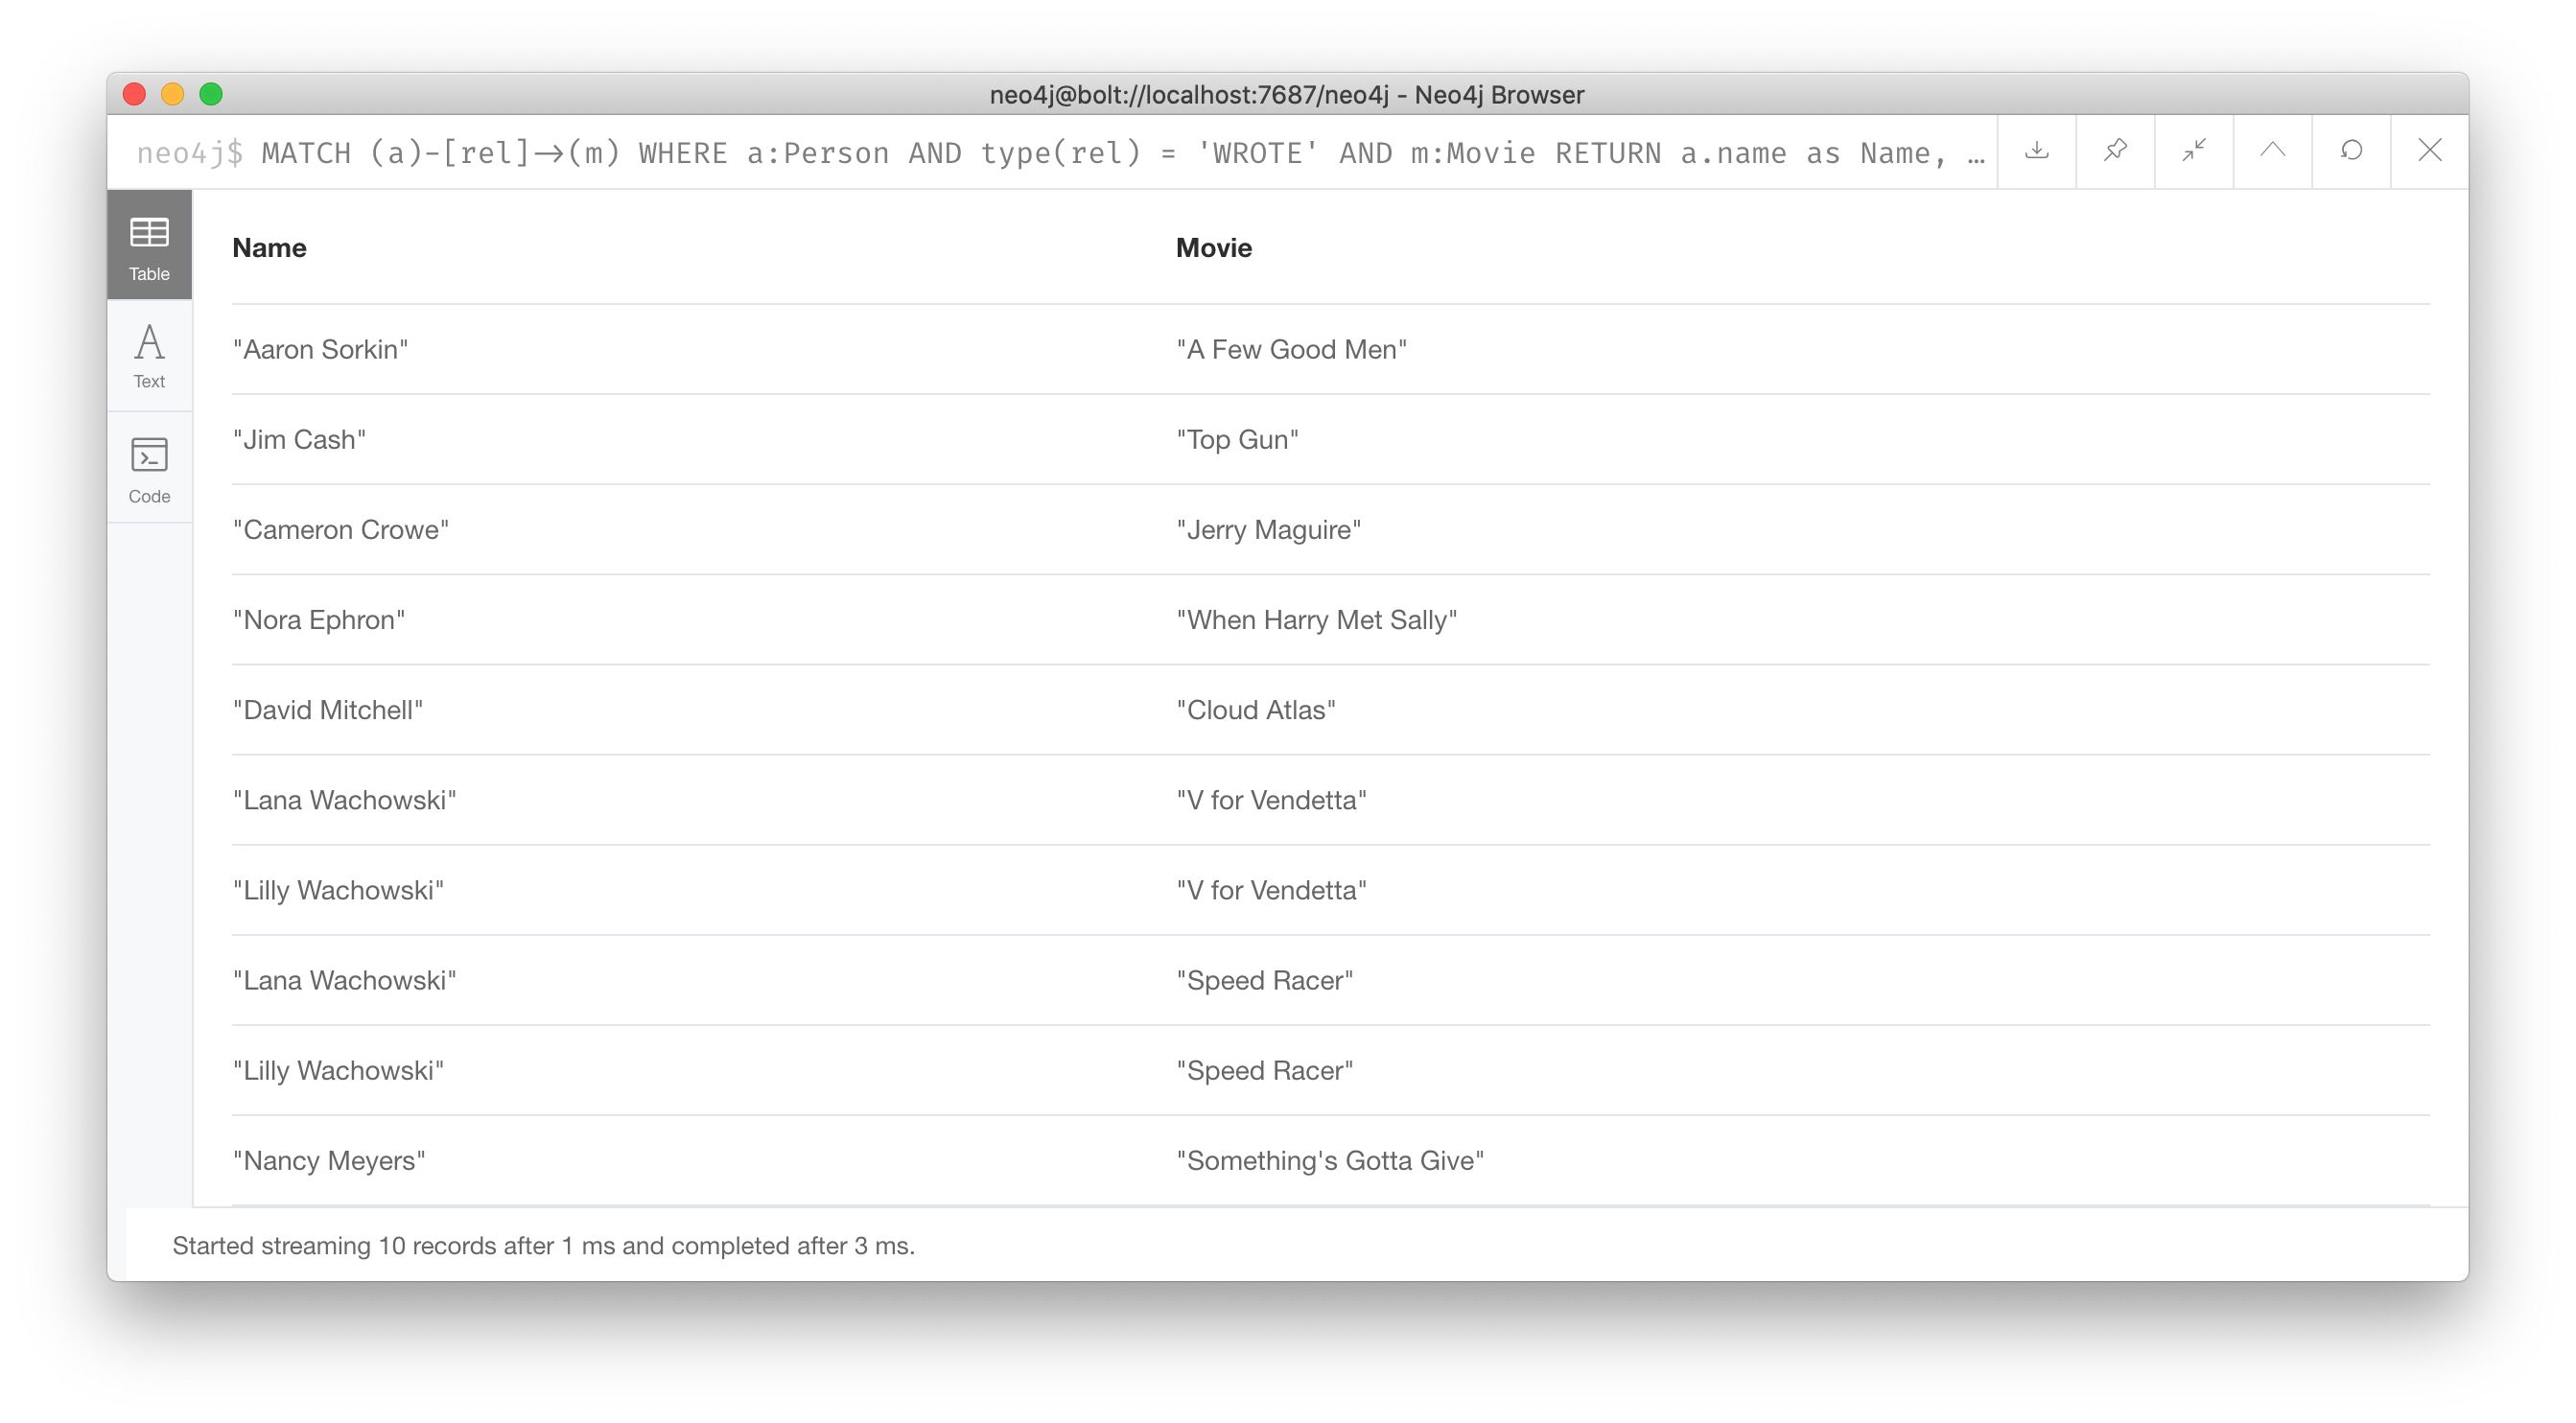 neo4j@bolt://localhost:7687/neo4j - Neo4j Browser
neo4j$ MATCH (a)-[rel]->(m) WHERE a:Person AND type(rel) = 'WROTE' AND m:Movie RETURN a.name as Name, …
Table
Text
Code
Name Movie
"Aaron Sorkin" "A Few Good Men"
"Jim Cash" "Top Gun"
"Cameron Crowe" "Jerry Maguire"
"Nora Ephron" "When Harry Met Sally"
"David Mitchell" "Cloud Atlas"
"Lana Wachowski" "V for Vendetta"
"Lilly Wachowski" "V for Vendetta"
"Lana Wachowski" "Speed Racer"
"Lilly Wachowski" "Speed Racer"
"Nancy Meyers" "Something's Gotta Give"
Started streaming 10 records after 1 ms and completed after 3 ms.